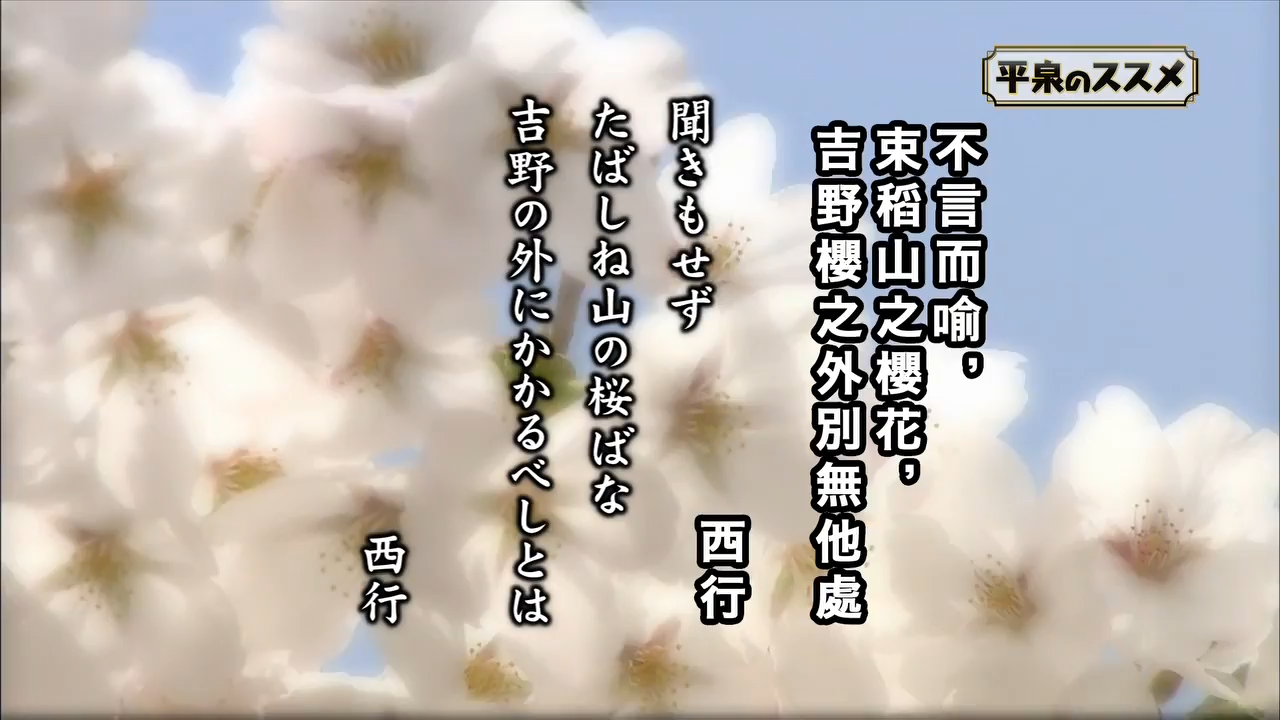 平泉のススメ
不言而喻，
束稻山之櫻花，
吉野櫻之外別無他處
西行
聞きもせず
たばしね山の桜ばな
吉野の外にかかるべしとは
西行